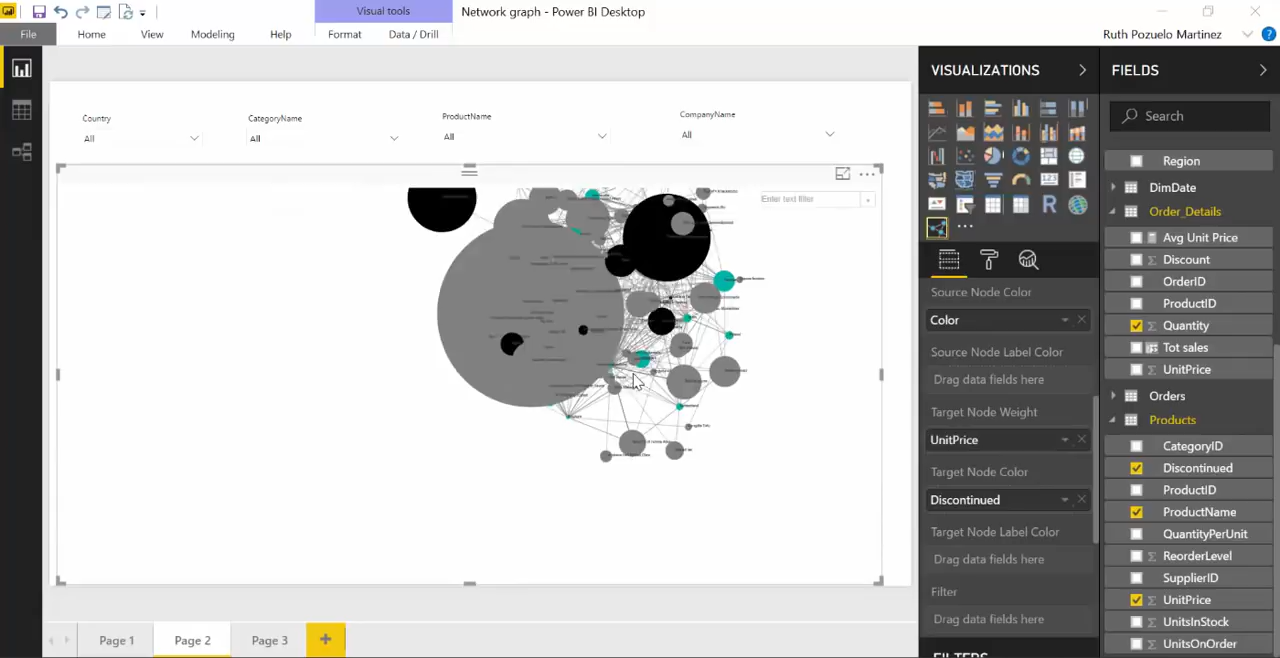 Visual tools
Network graph - Power BI Desktop
File
Home
View
Modeling
Help
Format
Data / Drill
Ruth Pozuelo Martinez
?
Country
All
CategoryName
All
ProductName
All
CompanyName
All
Enter text filter
Page 1
Page 2
Page 3
+
VISUALIZATIONS
123
R
Source Node Color
Color
Source Node Label Color
Drag data fields here
Target Node Weight
UnitPrice
Target Node Color
Discontinued
Target Node Label Color
Drag data fields here
Filter
Drag data fields here
FILTERS
FIELDS
Search
Region
DimDate
Order_Details
Avg Unit Price
Discount
OrderID
ProductID
Quantity
Tot sales
UnitPrice
Orders
Products
CategoryID
Discontinued
ProductID
ProductName
QuantityPerUnit
ReorderLevel
SupplierID
UnitPrice
UnitsInStock
UnitsOnOrder